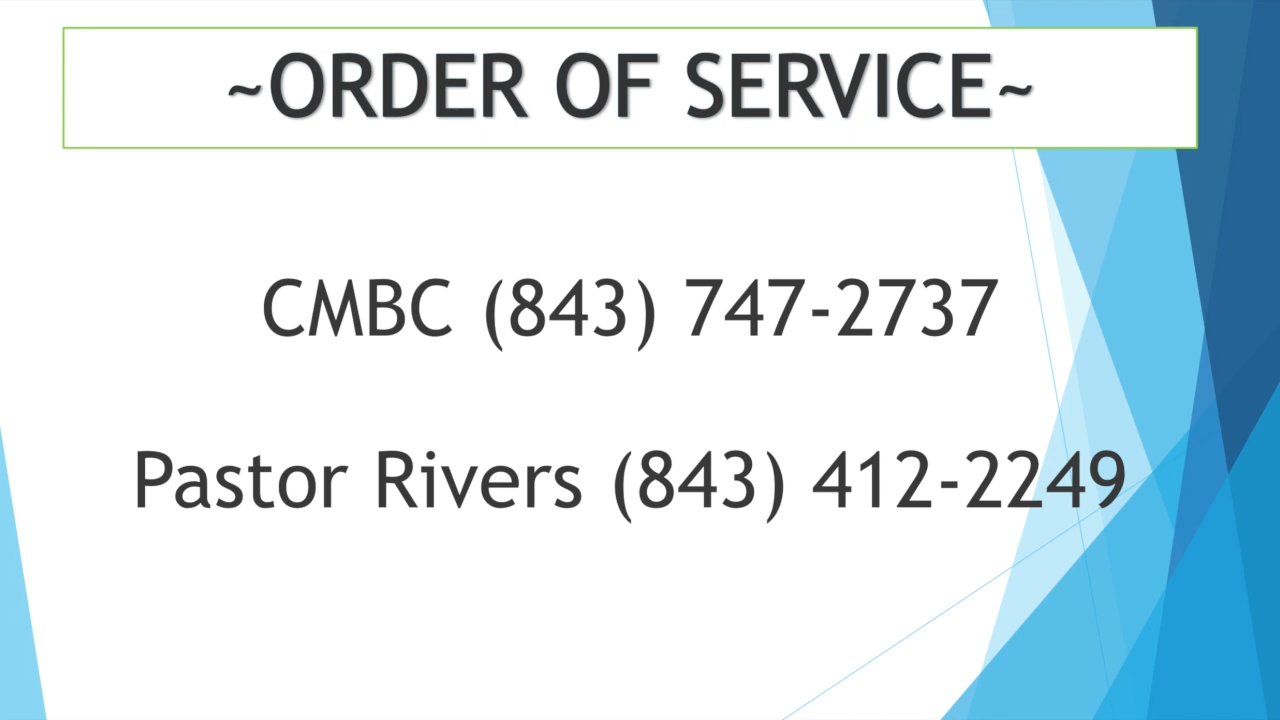 ~ORDER OF SERVICE~
CMBC (843) 747-2737
Pastor Rivers (843) 412-2249